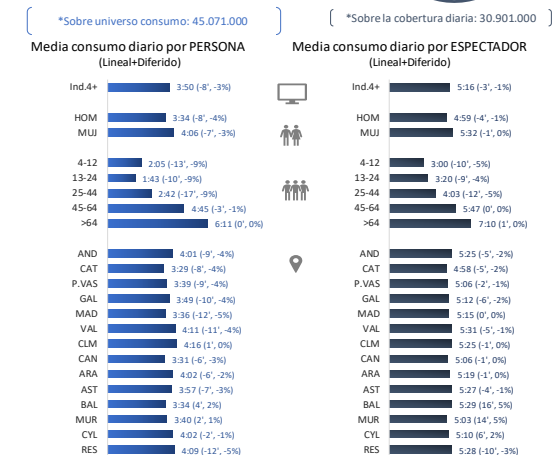 *Sobre universo consumo: 45.071.000
Media consumo diario por PERSONA
(Lineal+Diferido)
Ind.4+ 3:50 (-8', -3%)
HOM 3:34 (-8', -4%)
MUJ 4:06 (-7', -3%)
4-12 2:05 (-13', -9%)
13-24 1:43 (-10', -9%)
25-44 2:42 (-17', -9%)
45-64 4:45 (-3', -1%)
>64 6:11 (0', 0%)
AND 4:01 (-9', -4%)
CAT 3:29 (-8', -4%)
P.VAS 3:39 (-9', -4%)
GAL 3:49 (-10', -4%)
MAD 3:36 (-12', -5%)
VAL 4:11 (-11', -4%)
CLM 4:16 (1', 0%)
CAN 3:31 (-6', -3%)
ARA 4:02 (-6', -2%)
AST 3:57 (-7', -3%)
BAL 3:34 (4', 2%)
MUR 3:40 (2', 1%)
CYL 4:02 (-2', -1%)
RES 4:09 (-12', -5%)
*Sobre la cobertura diaria: 30.901.000
Media consumo diario por ESPECTADOR
(Lineal+Diferido)
Ind.4+ 5:16 (-3', -1%)
HOM 4:59 (-4', -1%)
MUJ 5:32 (-1', 0%)
4-12 3:00 (-10', -5%)
13-24 3:20 (-9', -4%)
25-44 4:03 (-12', -5%)
45-64 5:47 (0', 0%)
>64 7:10 (1', 0%)
AND 5:25 (-5', -2%)
CAT 4:58 (-5', -2%)
P.VAS 5:06 (-2', -1%)
GAL 5:12 (-6', -2%)
MAD 5:15 (0', 0%)
VAL 5:31 (-5', -1%)
CLM 5:25 (-1', 0%)
CAN 5:06 (-1', 0%)
ARA 5:19 (-1', 0%)
AST 5:27 (-4', -1%)
BAL 5:29 (16', 5%)
MUR 5:03 (14', 5%)
CYL 5:10 (6', 2%)
RES 5:28 (-10', -3%)